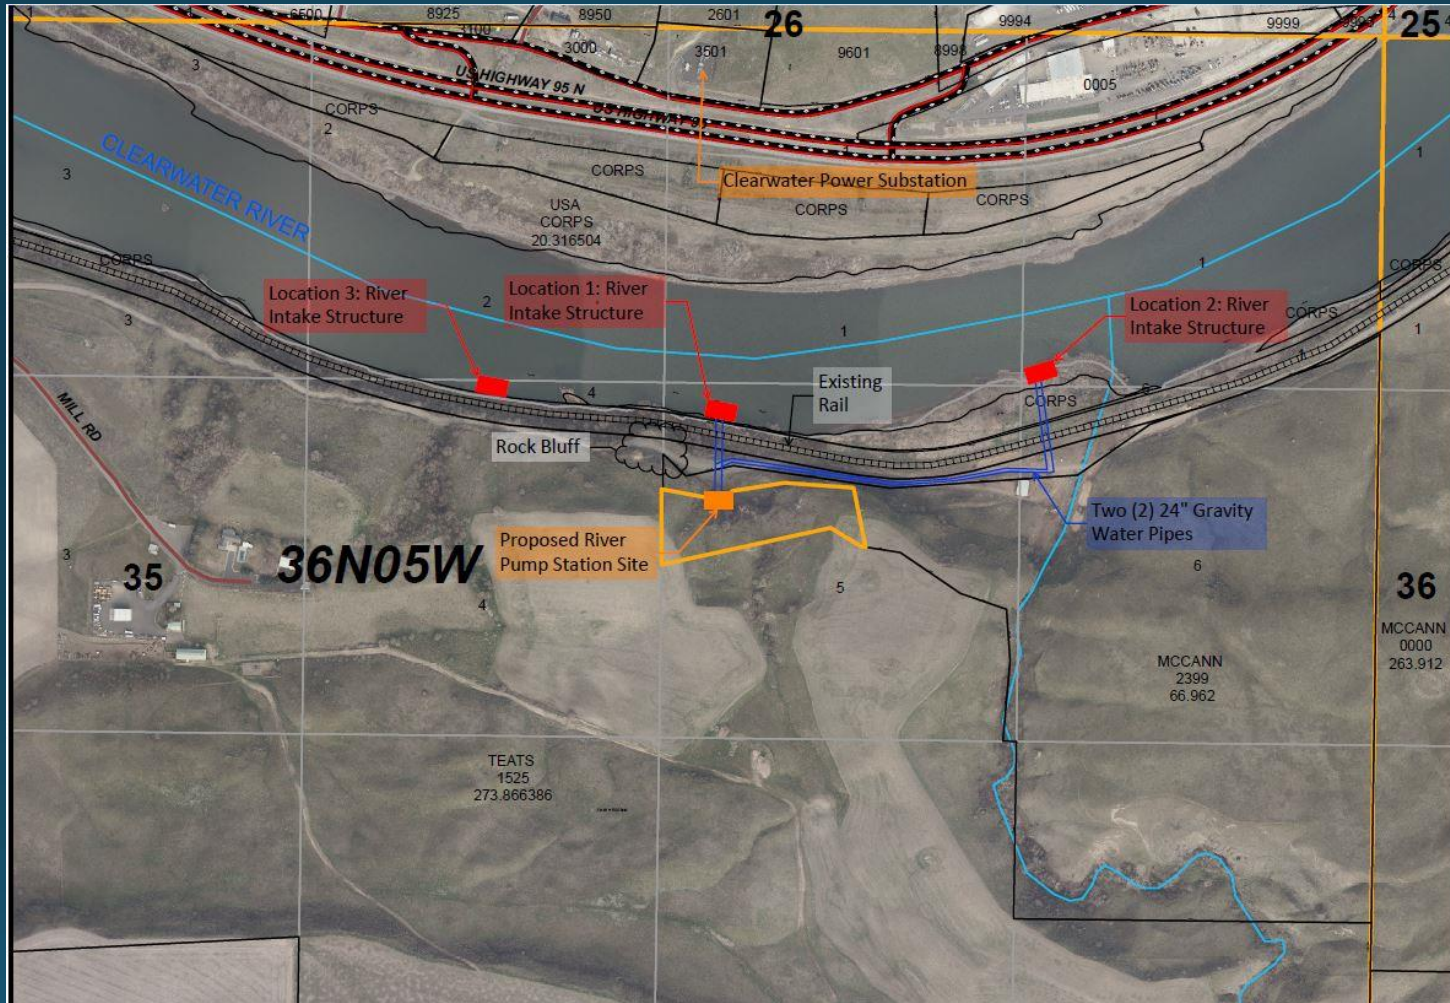 6500
8925
3100
8950
3000
2601
3501
26
9601
8998
9994
9999
25
4
1
3
US HIGHWAY 95 N
US HIGHWAY 9
0005
CORPS
2
3
CLEARWATER RIVER
CORPS
Clearwater Power Substation
CORPS
CORPS
USA
CORPS
20.316504
1
1
CORPS
CORPS
CORPS
Location 3: River
Intake Structure
Location 1: River
Intake Structure
Location 2: River
Intake Structure
2
1
3
1
4
Existing
Rail
CORPS
MILL RD
Rock Bluff
Two (2) 24" Gravity
Water Pipes
Proposed River
Pump Station Site
3
35
36N05W
4
5
6
36
MCCANN
0000
263.912
MCCANN
2399
66.962
TEATS
1525
273.866386